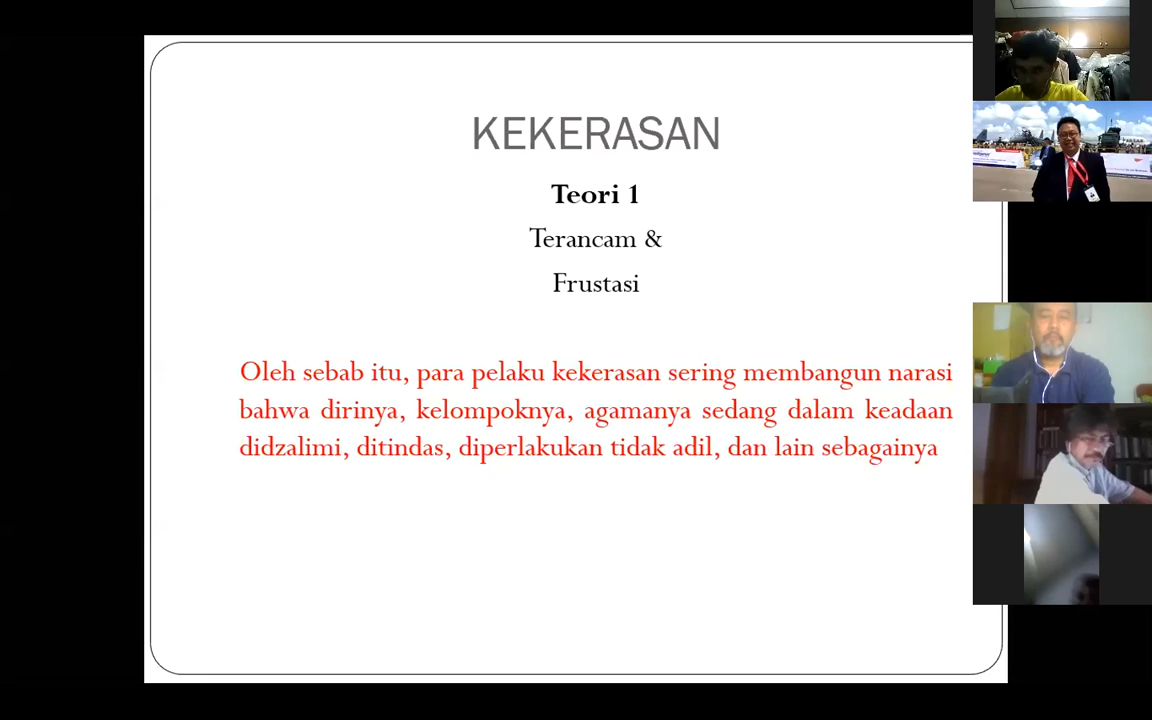 KEKERASAN
Teori 1
Terancam &
Frustasi
Oleh sebab itu, para pelaku kekerasan sering membangun narasi
bahwa dirinya, kelompoknya, agamanya sedang dalam keadaan
didzalimi, ditindas, diperlakukan tidak adil, dan lain sebagainya